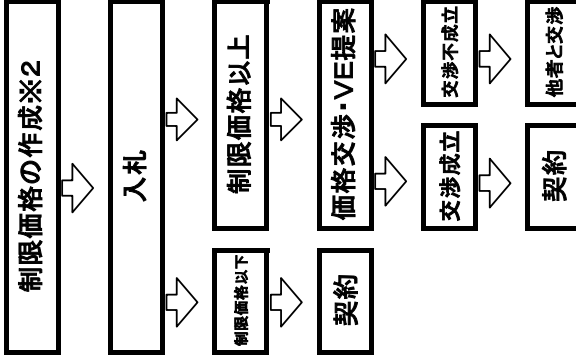 制限価格の作成※2
入札
制限価格以上
制限価格以下
価格交渉・VE提案
契約
交渉不成立
交渉成立
他者と交渉
契約